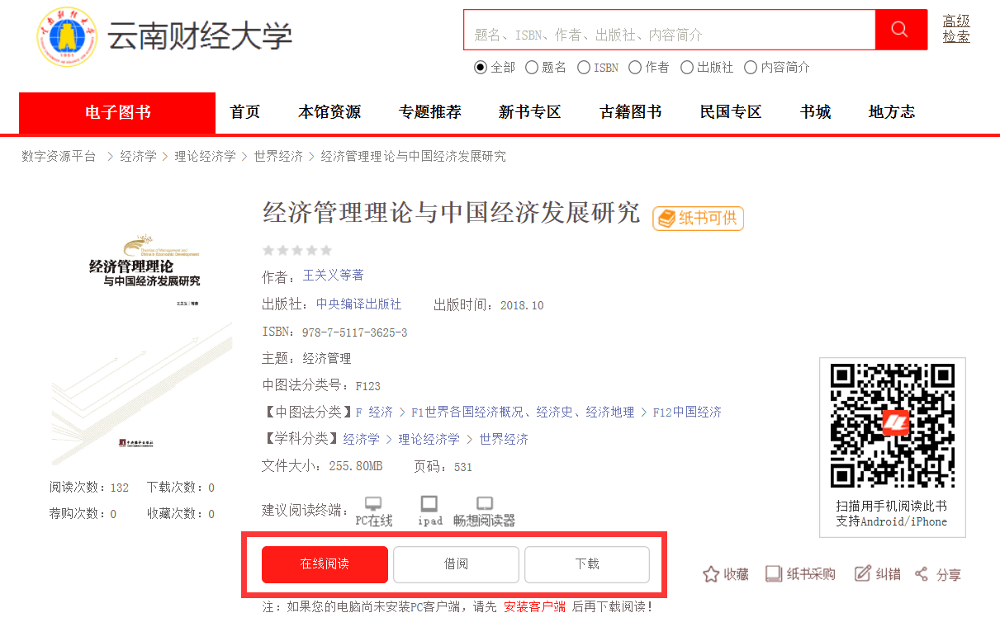 云南财经大学
题名、ISBN、作者、出版社、内容简介
高级
检索
全部 题名 ISBN 作者 出版社 内容简介
电子图书 首页 本馆资源 专题推荐 新书专区 古籍图书 民国专区 书城 地方志
数字资源平台 > 经济学 > 理论经济学 > 世界经济 > 经济管理理论与中国经济发展研究
经济管理理论与中国经济发展研究 纸书可供
Theories of Management and
Chinese Economic Development
经济管理理论
与中国经济发展研究
王关义 等著
中央编译出版社
作者： 王关义等著
出版社： 中央编译出版社 出版时间： 2018.10
ISBN： 978-7-5117-3625-3
主题： 经济管理
中图法分类号： F123
【中图法分类】F 经济 > F1世界各国经济概况、经济史、经济地理 > F12中国经济
【学科分类】经济学 > 理论经济学 > 世界经济
文件大小： 255.80MB 页码： 531
阅读次数：132 下载次数：0
荐购次数：0 收藏次数：0
建议阅读终端： PC在线 ipad 畅想阅读器
扫描用手机阅读此书
支持Android/iPhone
在线阅读 借阅 下载
收藏 纸书采购 纠错 分享
注：如果您的电脑尚未安装PC客户端，请先 安装客户端 后再下载阅读！